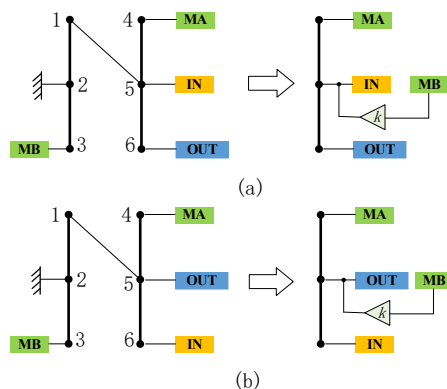 1 4 MA MA
2 5 IN IN MB
k
3 MB 6 OUT OUT
(a)
1 4 MA MA
2 5 OUT OUT MB
k
3 MB 6 IN IN
(b)